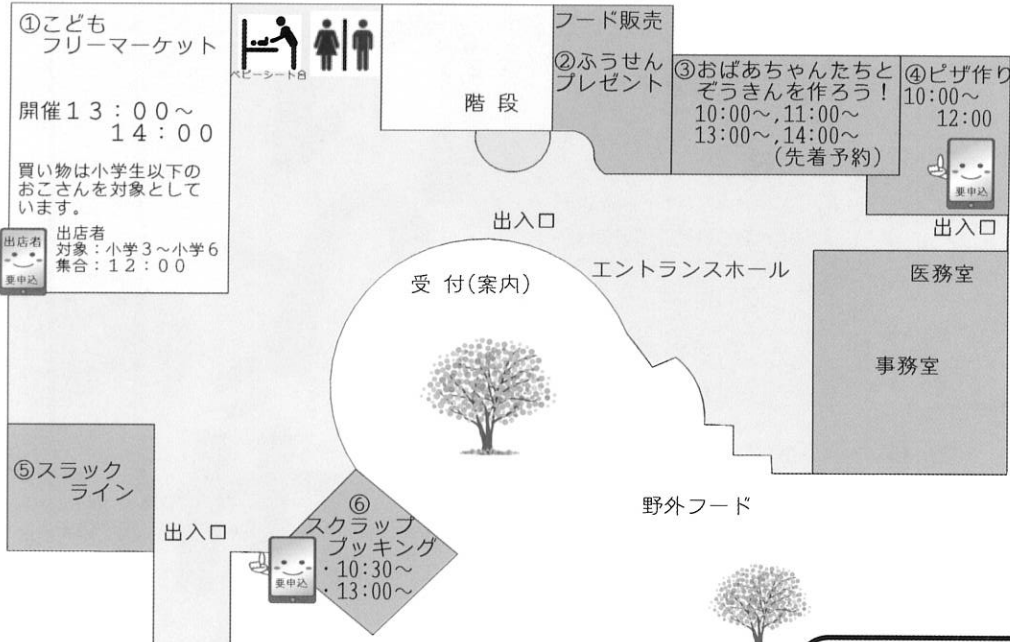 ①こども
フリーマーケット
開催13：00～
14：00
買い物は小学生以下の
おこさんを対象として
います。
出店者
要申込
出店者
対象：小学3～小学6
集合：12：00
ベビーシート台
階段
フード販売
②ふうせん
プレゼント
③おばあちゃんたちと
ぞうきんを作ろう！
10:00～,11:00～
13:00～,14:00～
(先着予約)
④ピザ作り
10:00～
12:00
要申込
出入口
出入口
受 付(案内)
エントランスホール
医務室
事務室
⑤スラック
ライン
出入口
⑥
スクラップ
ブッキング
・10:30～
・13:00～
要申込
野外フード